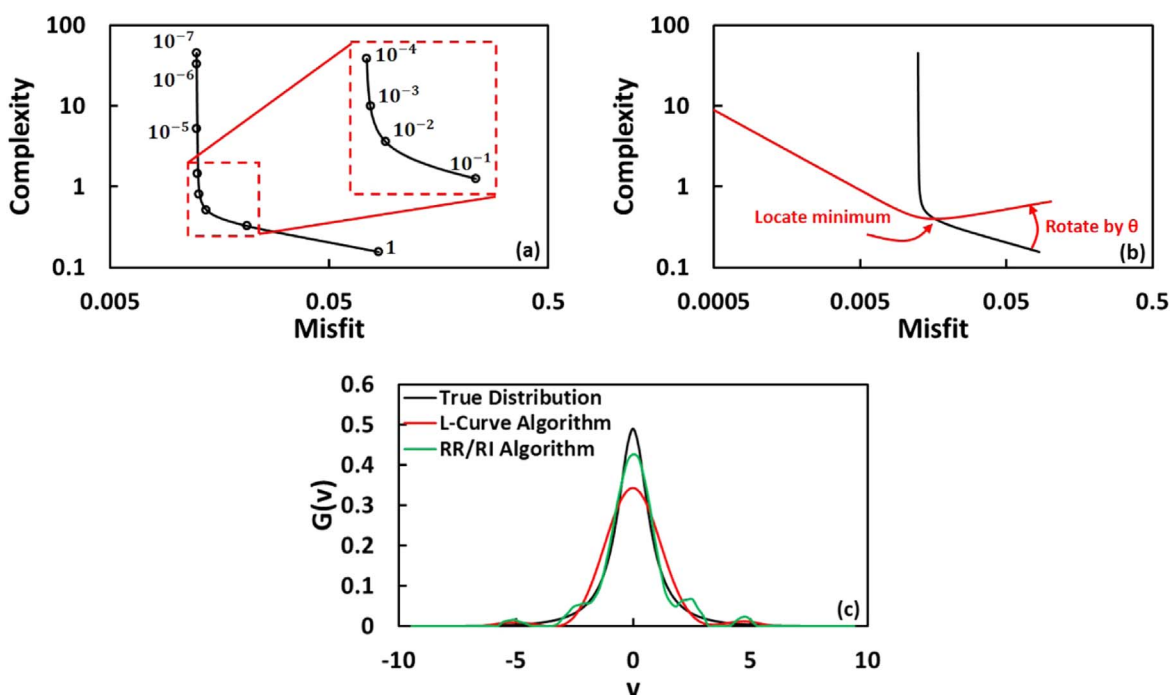 100
10
1
0.1
Complexity
10⁻⁷
10⁻⁶
10⁻⁵
10⁻⁴
10⁻³
10⁻²
10⁻¹
1
(a)
0.005
0.05
0.5
Misfit
100
10
1
0.1
Complexity
Locate minimum
Rotate by θ
(b)
0.0005
0.005
0.05
0.5
Misfit
0.6
0.5
0.4
0.3
0.2
0.1
0
G(v)
True Distribution
L-Curve Algorithm
RR/RI Algorithm
(c)
-10
-5
0
5
10
v